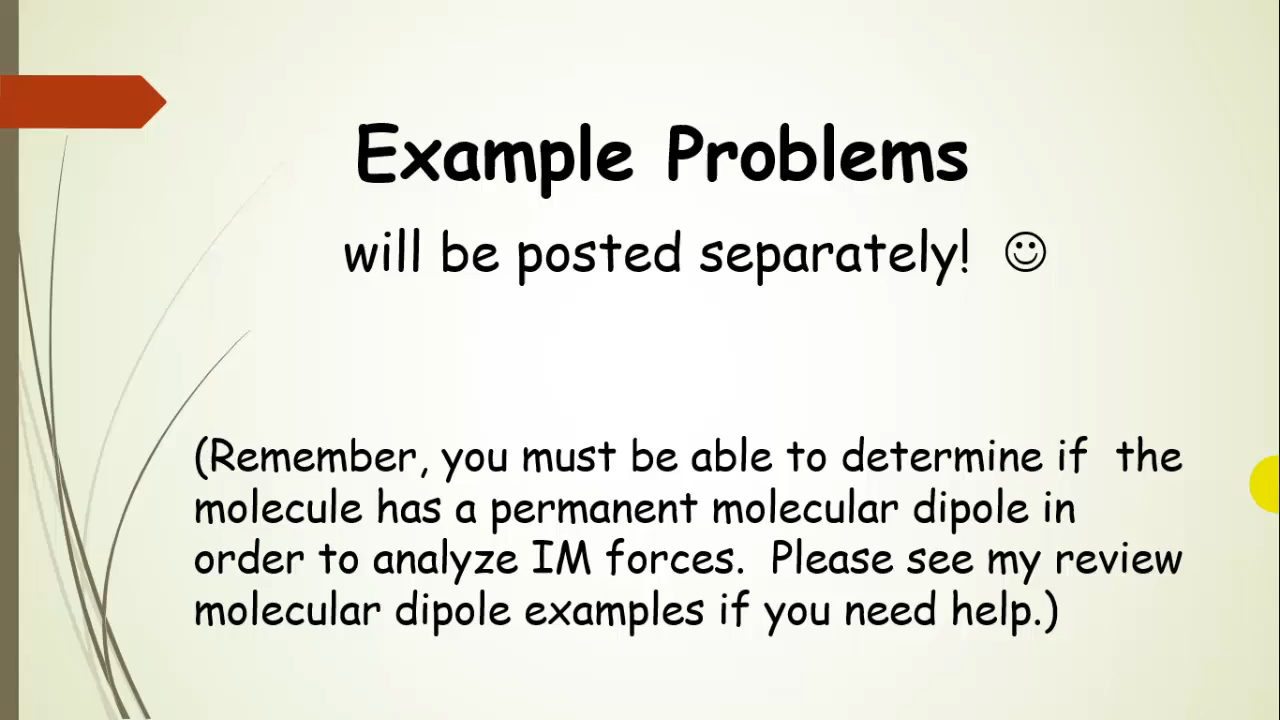 Example Problems
will be posted separately! ☺
(Remember, you must be able to determine if the
molecule has a permanent molecular dipole in
order to analyze IM forces. Please see my review
molecular dipole examples if you need help.)